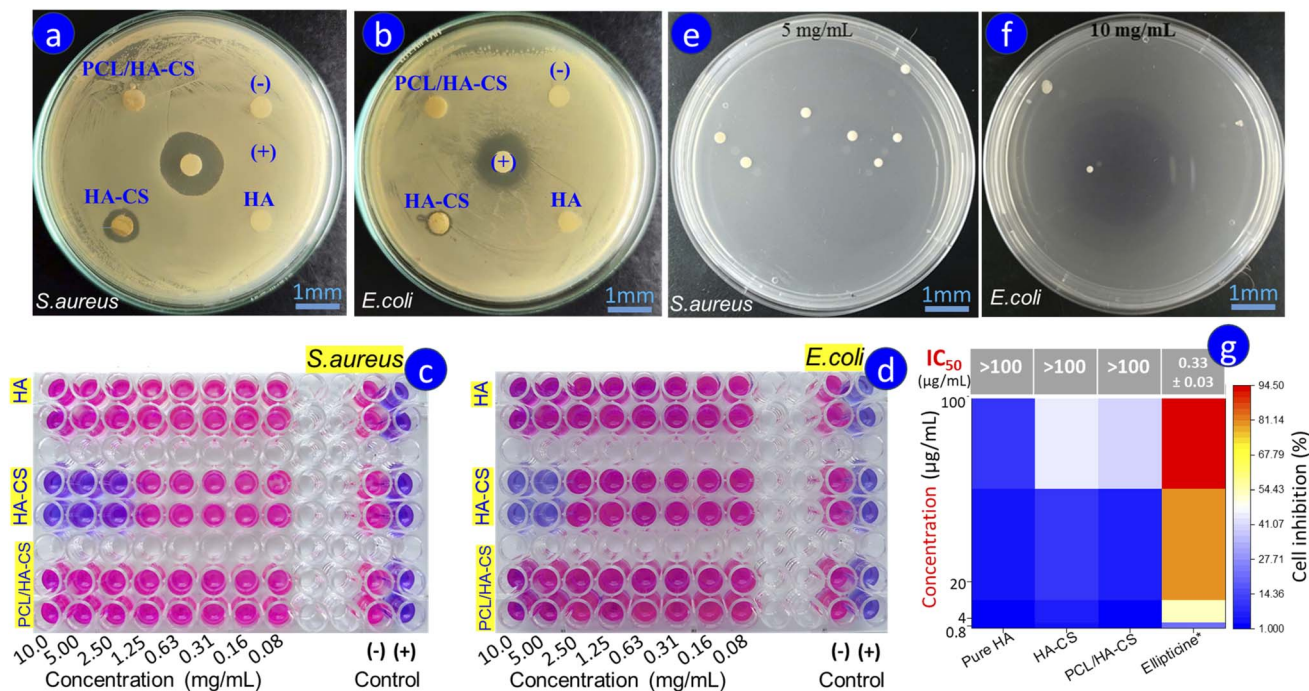 a
PCL/HA-CS
(-)
(+)
HA-CS
HA
S.aureus
1mm
b
PCL/HA-CS
(-)
(+)
HA-CS
HA
E.coli
1mm
e
5 mg/mL
S.aureus
1mm
f
10 mg/mL
E.coli
1mm
S.aureus
c
HA
HA-CS
PCL/HA-CS
10.0 5.00 2.50 1.25 0.63 0.31 0.16 0.08 (-) (+)
Concentration (mg/mL) Control
E.coli
d
HA
HA-CS
PCL/HA-CS
10.0 5.00 2.50 1.25 0.63 0.31 0.16 0.08 (-) (+)
Concentration (mg/mL) Control
g
IC50
(µg/mL)
>100 >100 >100 0.33
± 0.03
100
20
4
0.8
Concentration (µg/mL)
Pure HA HA-CS PCL/HA-CS Ellipticine*
94.50
81.14
67.79
54.43
41.07
27.71
14.36
1.000
Cell inhibition (%)